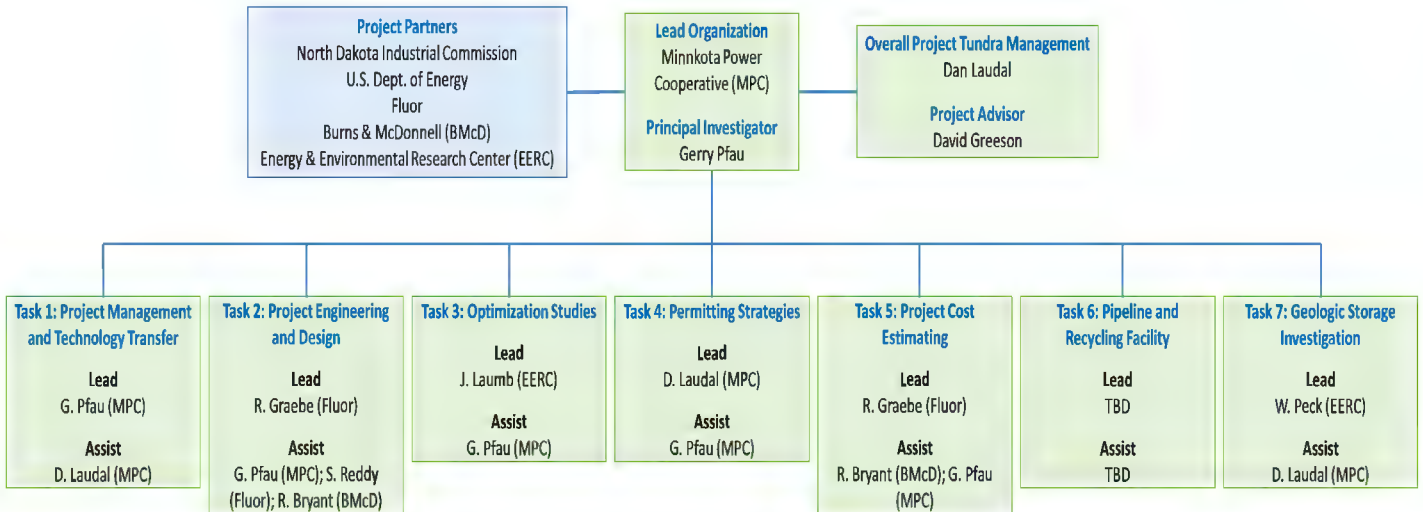 Project Partners
North Dakota Industrial Commission
U.S. Dept. of Energy
Fluor
Burns & McDonnell (BMcD)
Energy & Environmental Research Center (EERC)
Lead Organization
Minnkota Power
Cooperative (MPC)
Principal Investigator
Gerry Pfau
Overall Project Tundra Management
Dan Laudal
Project Advisor
David Greeson
Task 1: Project Management
and Technology Transfer
Lead
G. Pfau (MPC)
Assist
D. Laudal (MPC)
Task 2: Project Engineering
and Design
Lead
R. Graebe (Fluor)
Assist
G. Pfau (MPC); S. Reddy
(Fluor); R. Bryant (BMcD)
Task 3: Optimization Studies
Lead
J. Laumb (EERC)
Assist
G. Pfau (MPC)
Task 4: Permitting Strategies
Lead
D. Laudal (MPC)
Assist
G. Pfau (MPC)
Task 5: Project Cost
Estimating
Lead
R. Graebe (Fluor)
Assist
R. Bryant (BMcD); G. Pfau
(MPC)
Task 6: Pipeline and
Recycling Facility
Lead
TBD
Assist
TBD
Task 7: Geologic Storage
Investigation
Lead
W. Peck (EERC)
Assist
D. Laudal (MPC)